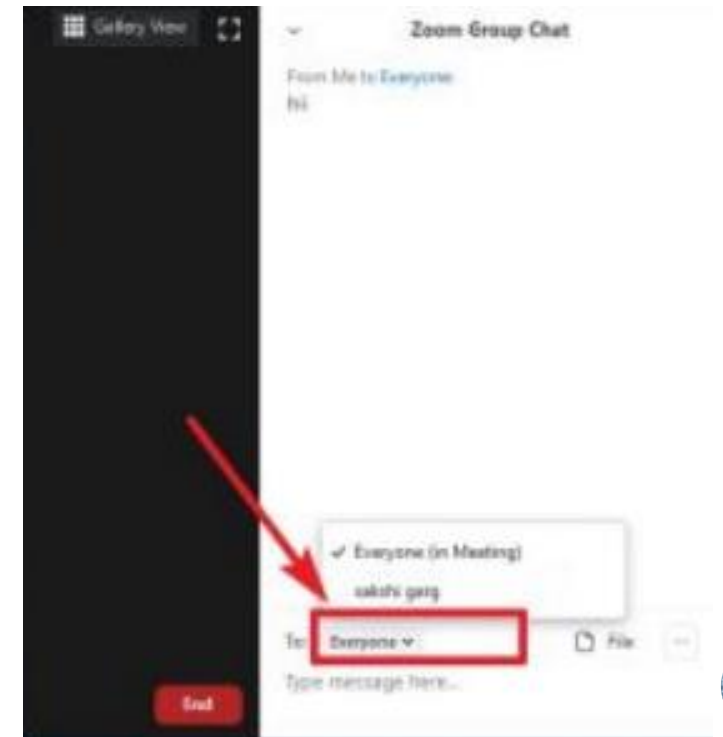 Gallery View
Zoom Group Chat
From Me to Everyone
hii
Everyone (in Meeting)
sakshi garg
To: Everyone
File
Type message here...
End